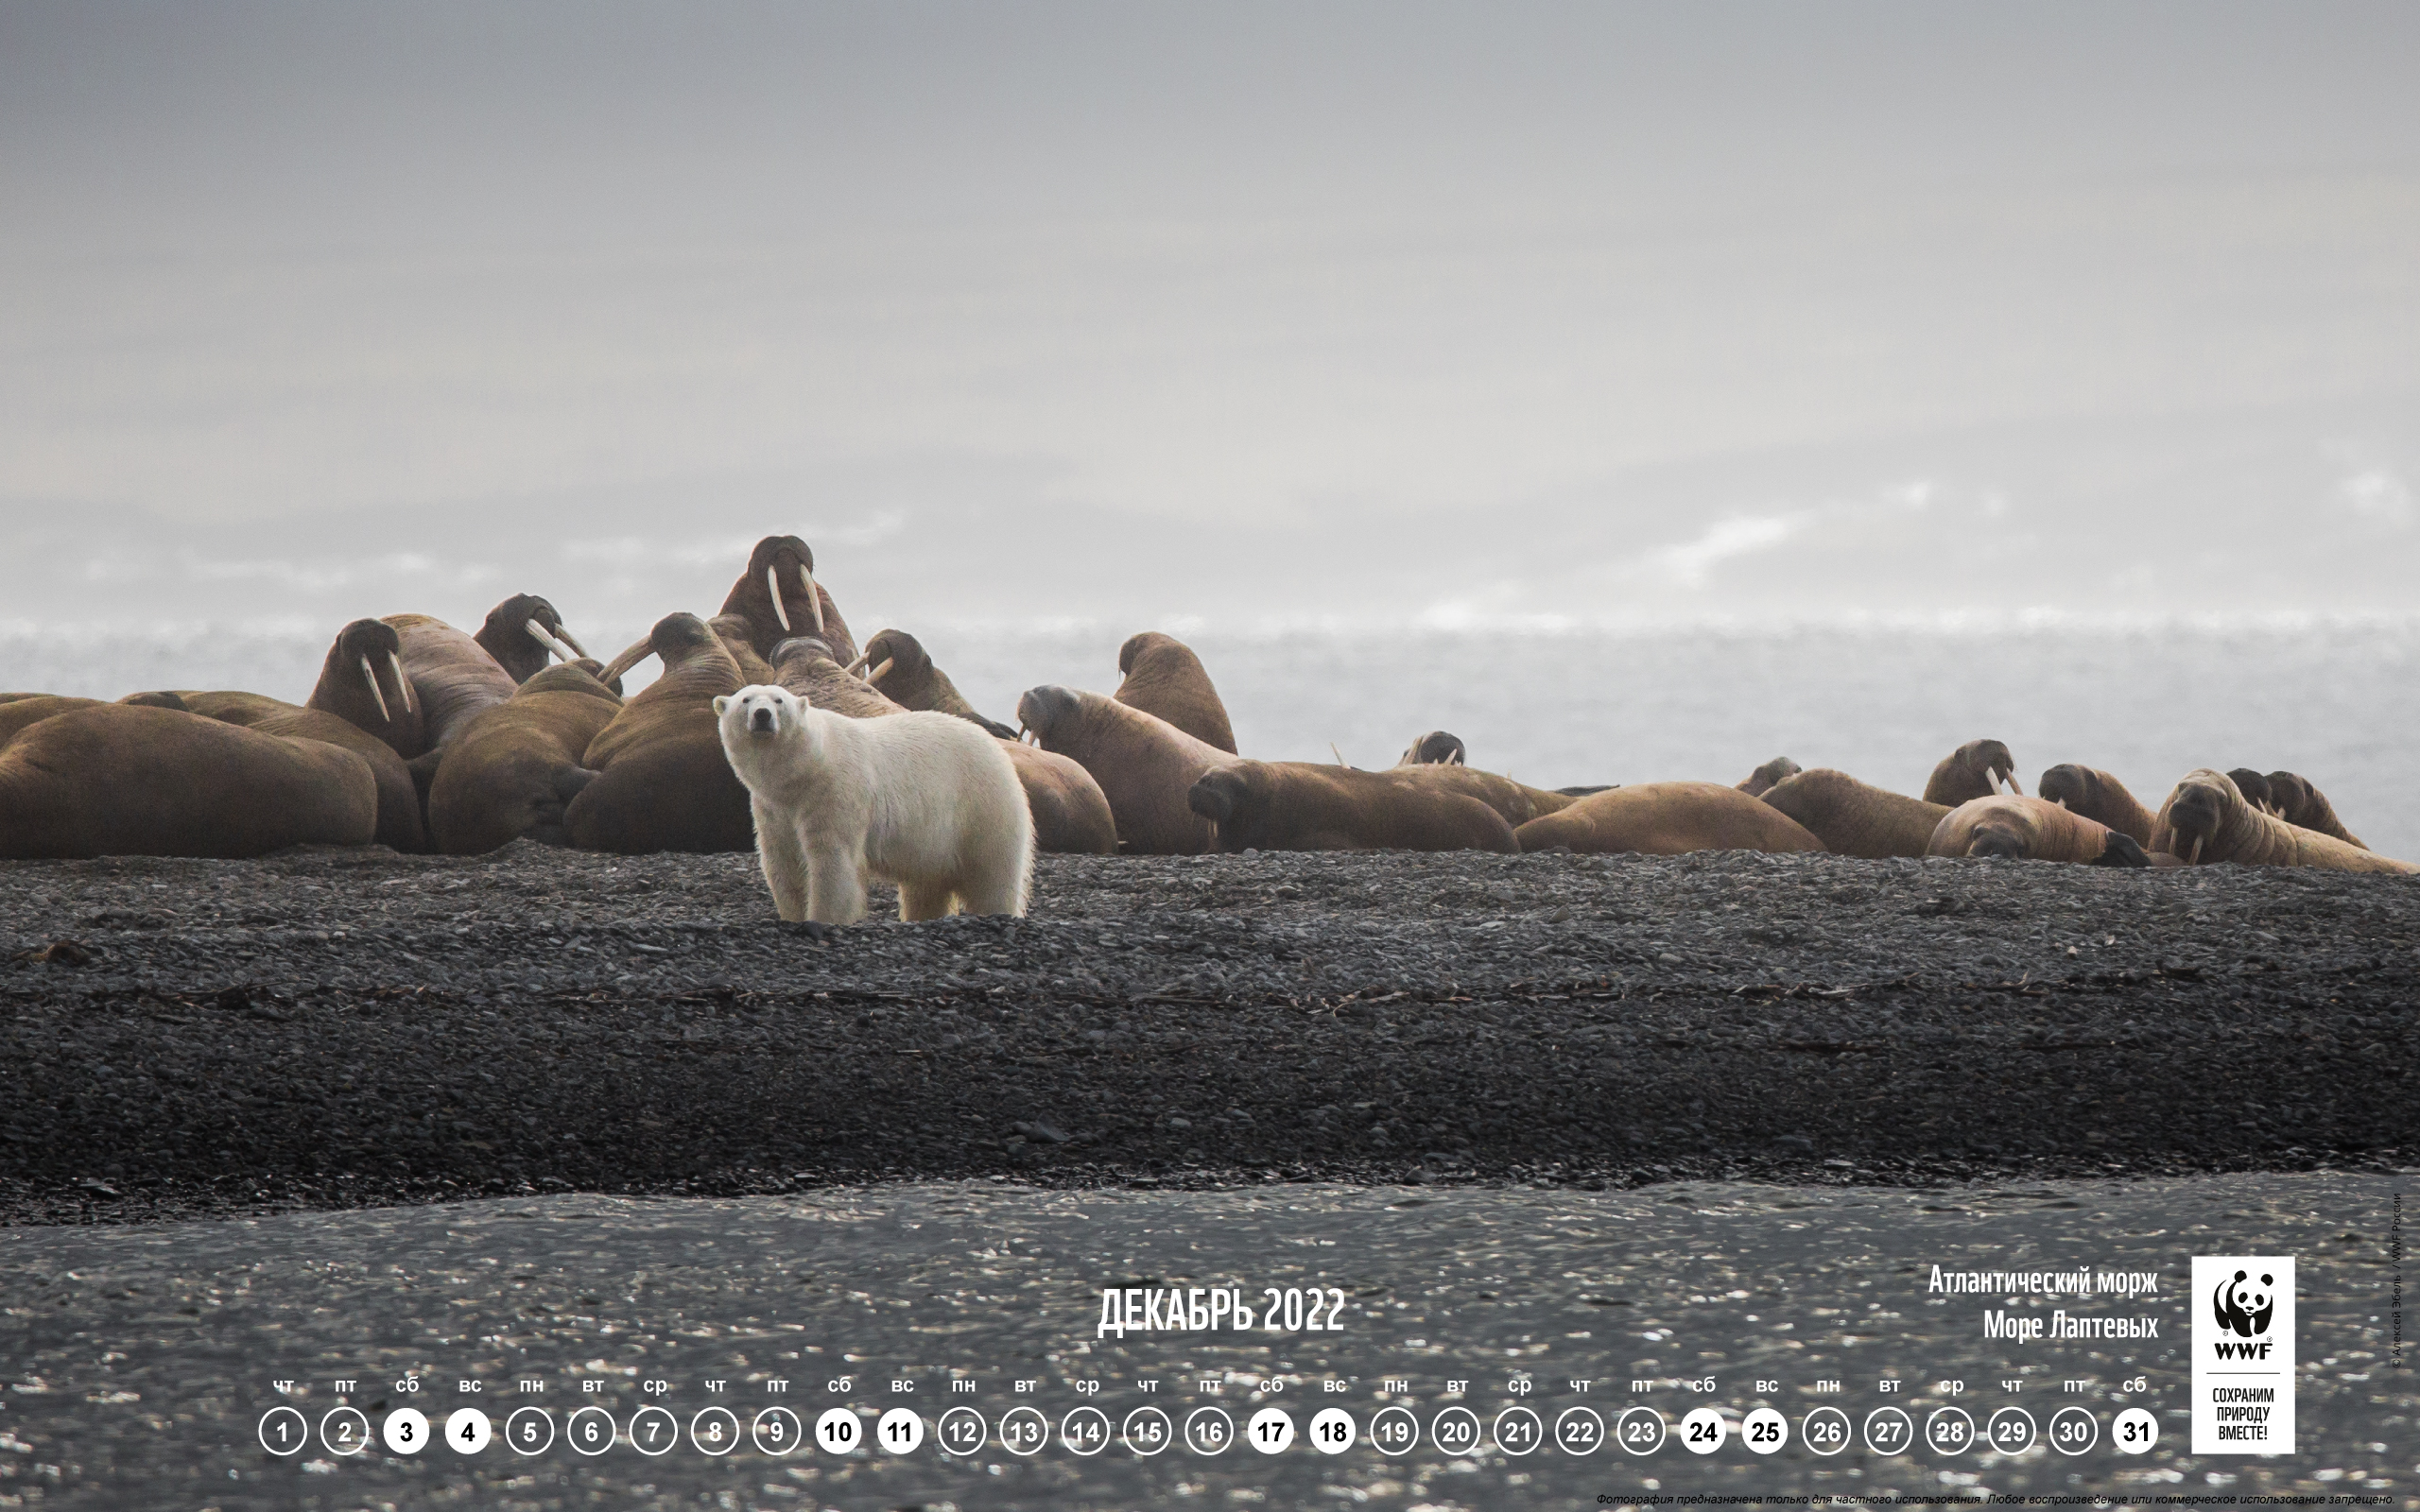 ДЕКАБРЬ 2022
Атлантический морж
Море Лаптевых
чт пт сб вс пн вт ср чт пт сб вс пн вт ср чт пт сб вс пн вт ср чт пт сб вс пн вт ср чт пт сб
1 2 3 4 5 6 7 8 9 10 11 12 13 14 15 16 17 18 19 20 21 22 23 24 25 26 27 28 29 30 31
WWF
СОХРАНИМ
ПРИРОДУ
ВМЕСТЕ!
© Алексей Эбель / WWF России
Фотография предназначена только для частного использования. Любое воспроизведение или коммерческое использование запрещено.